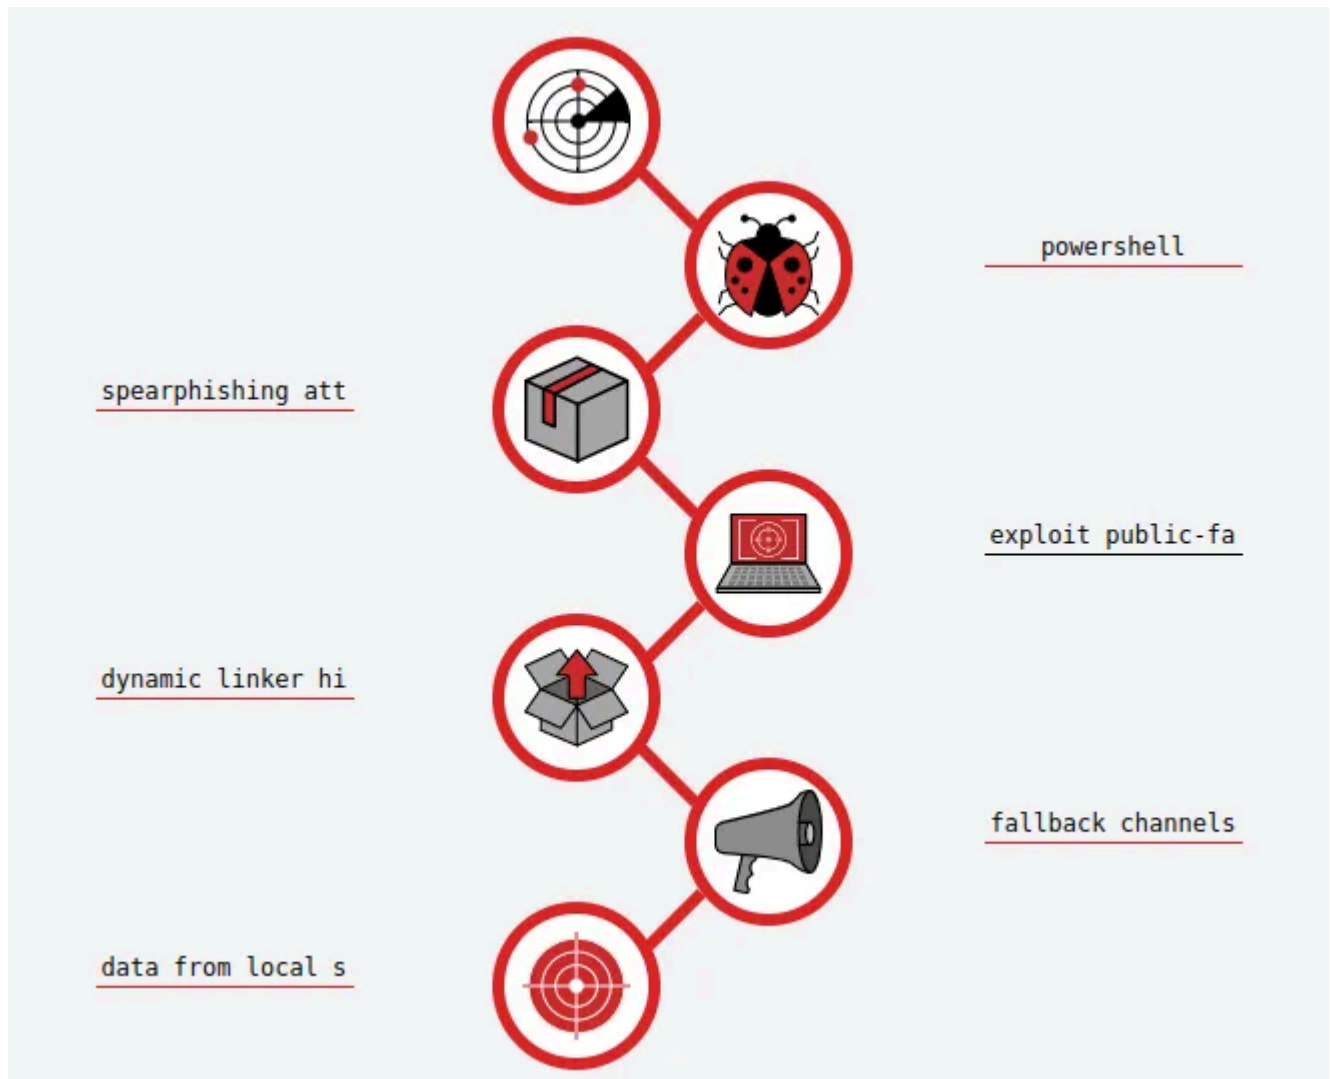 powershell
spearphishing att
exploit public-fa
dynamic linker hi
fallback channels
data from local s